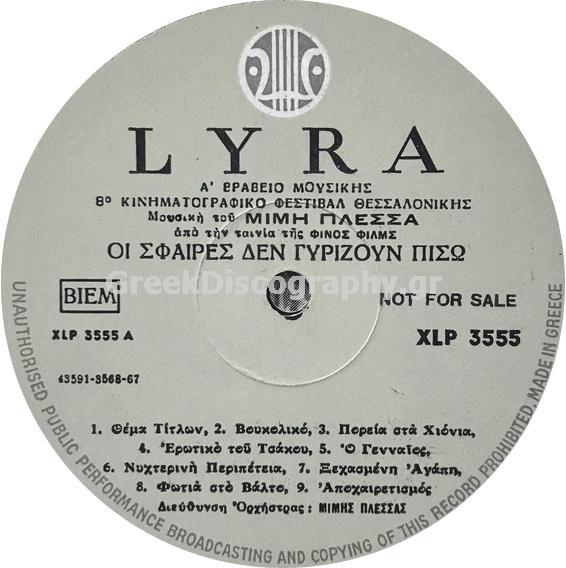 LYRA
Α' ΒΡΑΒΕΙΟ ΜΟΥΣΙΚΗΣ
8ο ΚΙΝΗΜΑΤΟΓΡΑΦΙΚΟ ΦΕΣΤΙΒΑΛ ΘΕΣΣΑΛΟΝΙΚΗΣ
Μουσική τοῦ ΜΙΜΗ ΠΛΕΣΣΑ
ἀπό τήν ταινία τῆς ΦΙΝΟΣ ΦΙΛΜΣ
ΟΙ ΣΦΑΙΡΕΣ ΔΕΝ ΓΥΡΙΖΟΥΝ ΠΙΣΩ
GreekDiscography.gr
BIEM
NOT FOR SALE
XLP 3555 A
XLP 3555
43591-3568-67
1. Θέμα Τίτλων, 2. Βουκολικό, 3. Πορεία στά Χιόνια,
4. Ἐρωτικό τοῦ Τσάκου, 5. Ὁ Γενναῖος,
6. Νυχτερινή Περιπέτεια, 7. Ξεχασμένη Ἀγάπη,
8. Φωτιά στό Βάλτο, 9. Ἀποχαιρετισμός
Διεύθυνση Ὀρχήστρας : ΜΙΜΗΣ ΠΛΕΣΣΑΣ
UNAUTHORISED PUBLIC PERFORMANCE BROADCASTING AND COPYING OF THIS RECORD PROHIBITED. MADE IN GREECE